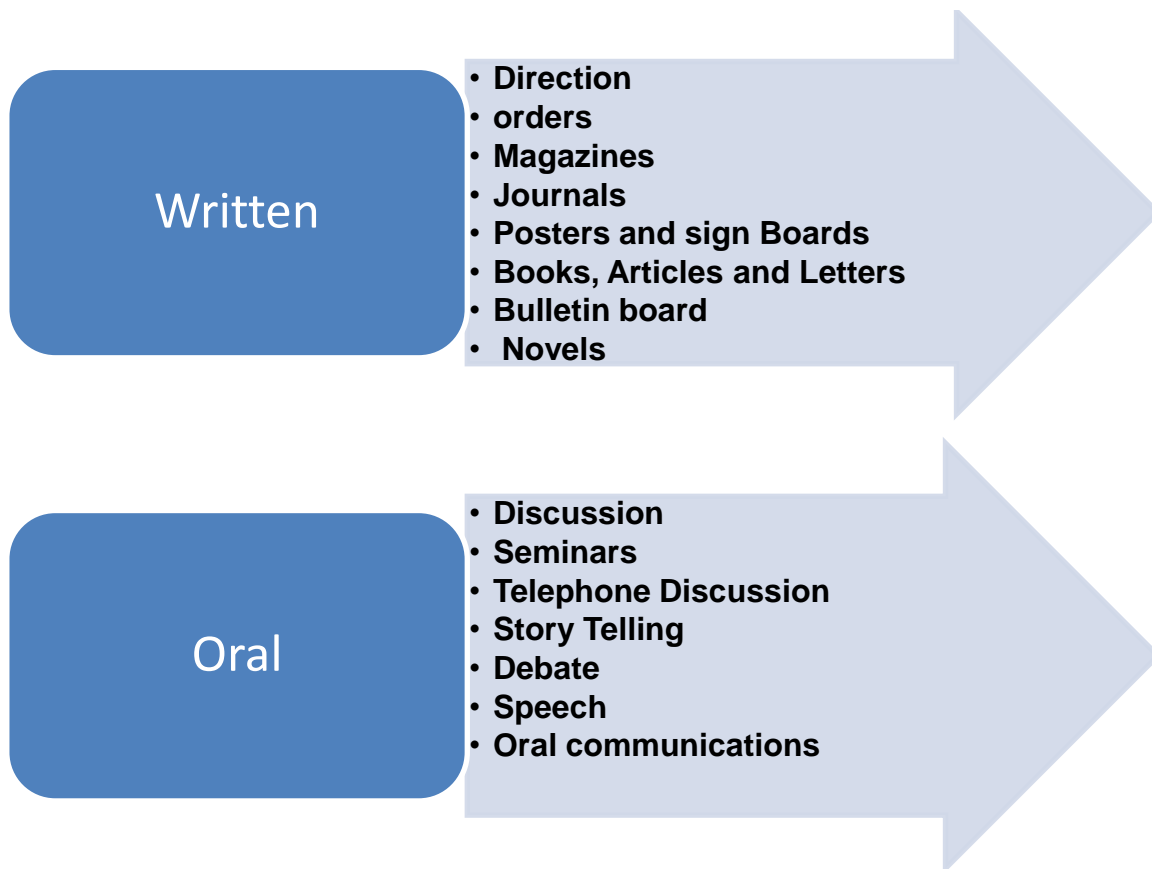 Written
• Direction
• orders
• Magazines
• Journals
• Posters and sign Boards
• Books, Articles and Letters
• Bulletin board
• Novels
Oral
• Discussion
• Seminars
• Telephone Discussion
• Story Telling
• Debate
• Speech
• Oral communications